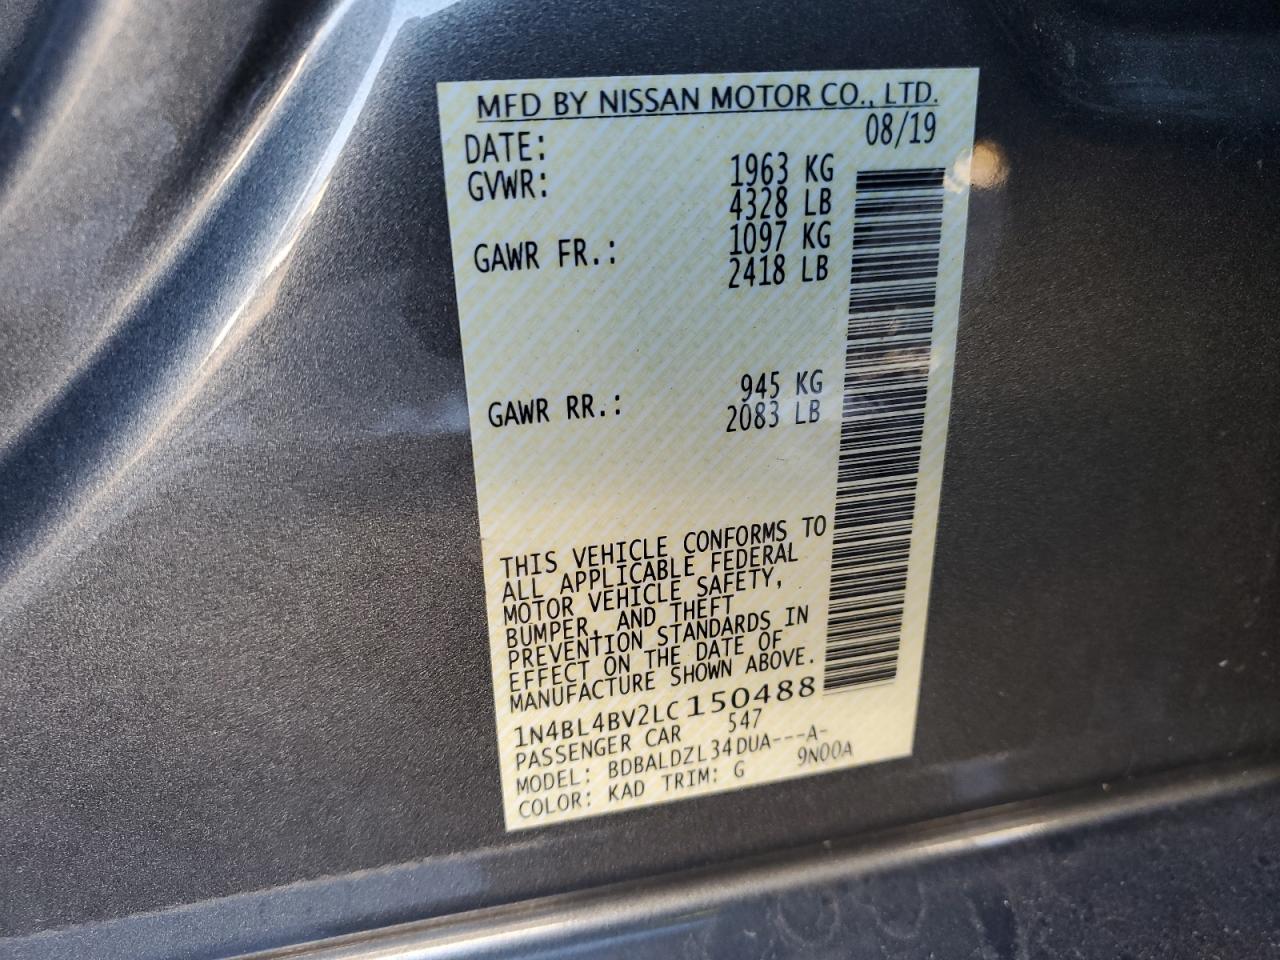 MFD BY NISSAN MOTOR CO., LTD.
DATE: 08/19
GVWR: 1963 KG
4328 LB
GAWR FR.: 1097 KG
2418 LB
GAWR RR.: 945 KG
2083 LB
THIS VEHICLE CONFORMS TO
ALL APPLICABLE FEDERAL
MOTOR VEHICLE SAFETY,
BUMPER, AND THEFT
PREVENTION STANDARDS IN
EFFECT ON THE DATE OF
MANUFACTURE SHOWN ABOVE.
1N4BL4BV2LC150488
PASSENGER CAR 547
MODEL: BDBALDZL34DUA---A-
COLOR: KAD TRIM: G 9N00A